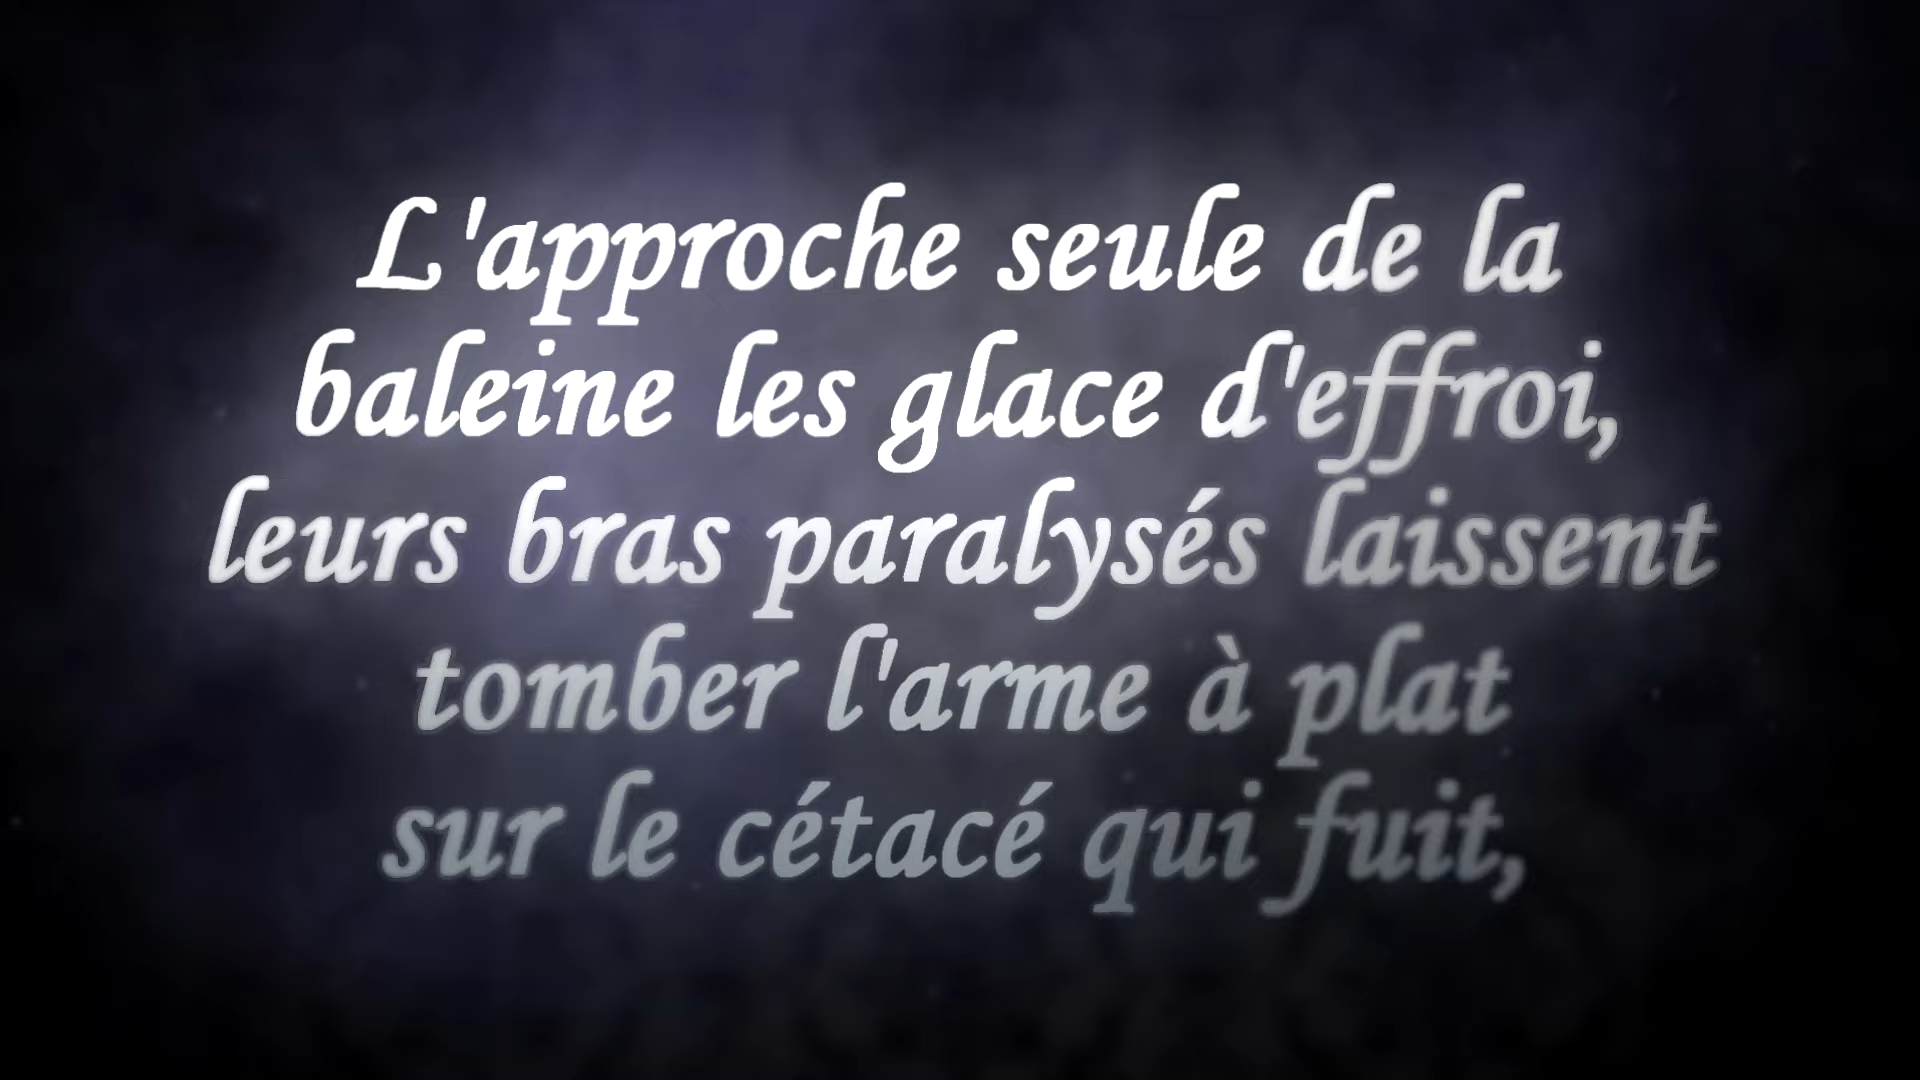 L'approche seule de la
baleine les glace d'effroi,
leurs bras paralysés laissent
tomber l'arme à plat
sur le cétacé qui fuit,